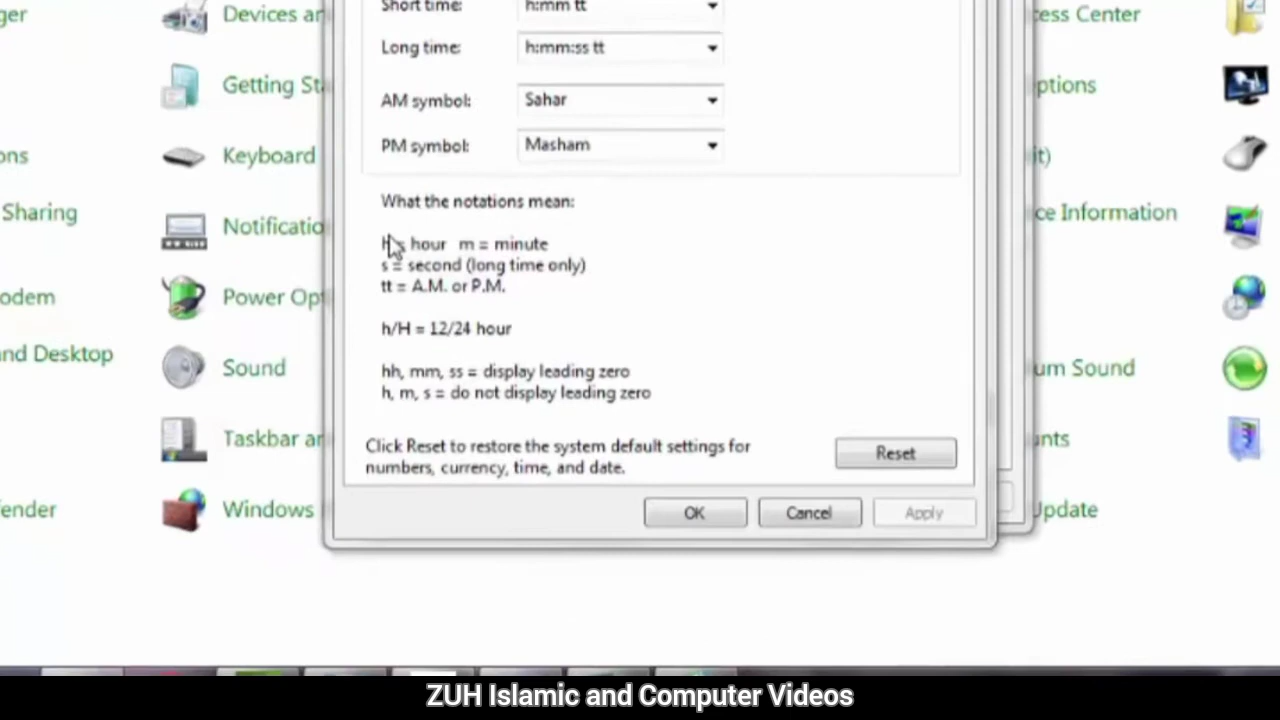 ger
Devices an
cess Center
Short time:
h:mm tt
Long time:
h:mm:ss tt
Getting Sta
ptions
AM symbol:
Sahar
PM symbol:
Masham
ons
Keyboard
it)
What the notations mean:
Sharing
Notificatio
ce Information
h = hour m = minute
s = second (long time only)
tt = A.M. or P.M.
odem
Power Opt
h/H = 12/24 hour
nd Desktop
Sound
um Sound
hh, mm, ss = display leading zero
h, m, s = do not display leading zero
Taskbar an
unts
Click Reset to restore the system default settings for
numbers, currency, time, and date.
Reset
ender
Windows
Update
OK
Cancel
Apply
ZUH Islamic and Computer Videos